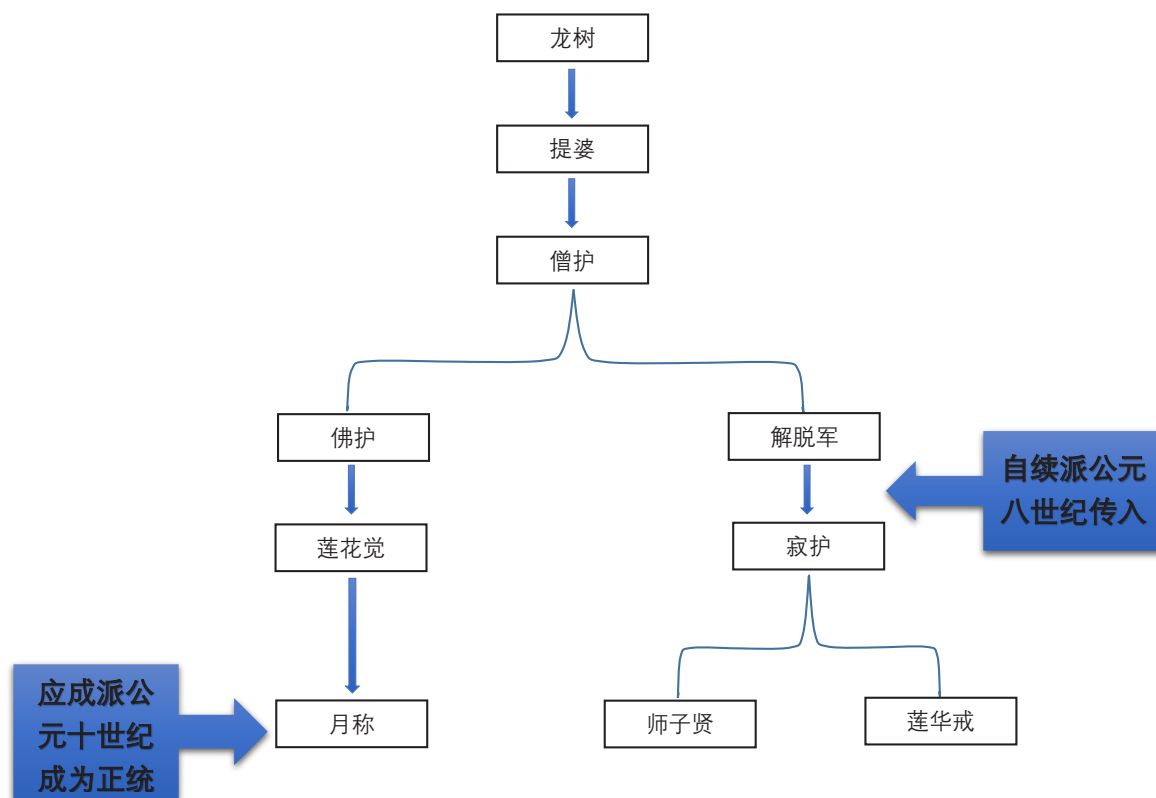 龙树
提婆
僧护
佛护
解脱军
自续派公元
八世纪传入
莲花觉
寂护
应成派公
元十世纪
成为正统
月称
师子贤
莲华戒